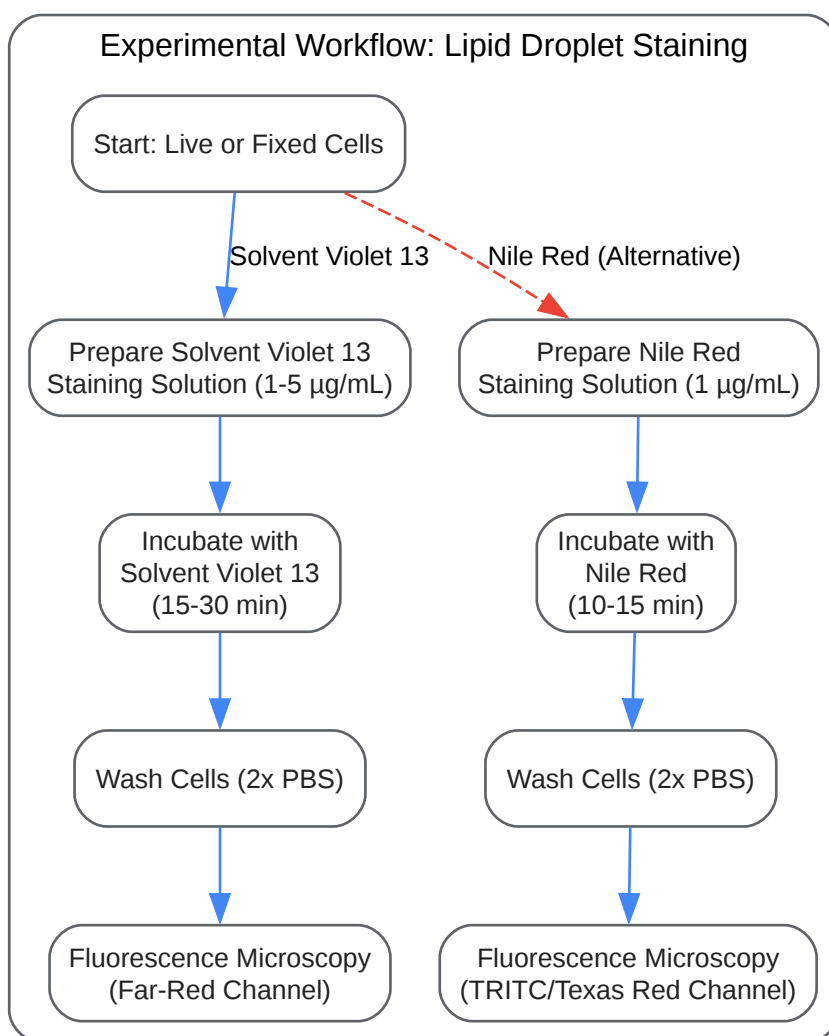 Experimental Workflow: Lipid Droplet Staining
Start: Live or Fixed Cells
Solvent Violet 13
Nile Red (Alternative)
Prepare Solvent Violet 13
Staining Solution (1-5 µg/mL)
Prepare Nile Red
Staining Solution (1 µg/mL)
Incubate with
Solvent Violet 13
(15-30 min)
Incubate with
Nile Red
(10-15 min)
Wash Cells (2x PBS)
Wash Cells (2x PBS)
Fluorescence Microscopy
(Far-Red Channel)
Fluorescence Microscopy
(TRITC/Texas Red Channel)